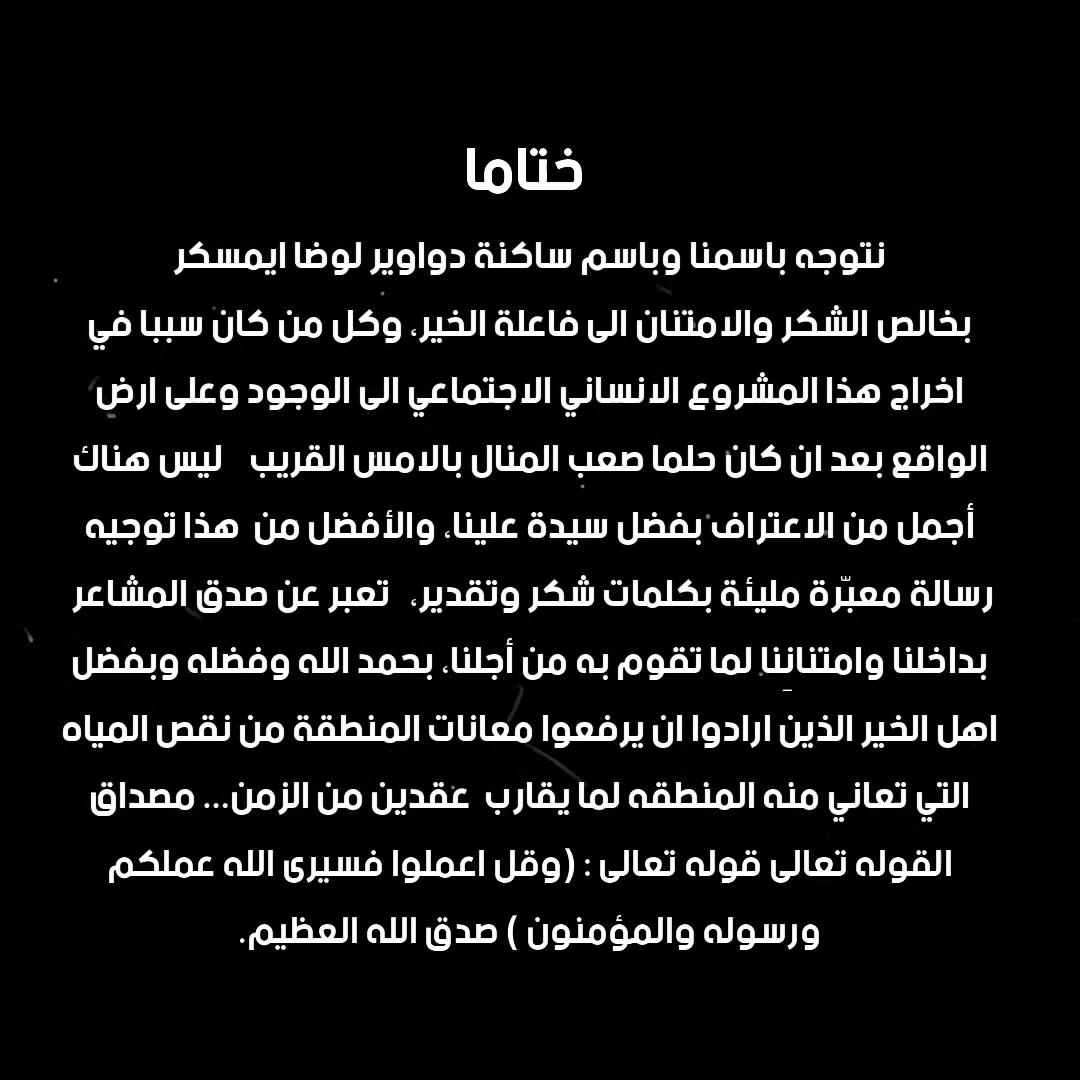 ختاما
نتوجه باسمنا وباسم ساكنة دواوير لوضا ايمسكر
بخالص الشكر والامتنان الى فاعلة الخير، وكل من كان سببا في
اخراج هذا المشروع الانساني الاجتماعي الى الوجود وعلى ارض
الواقع بعد ان كان حلما صعب المنال بالامس القريب ليس هناك
أجمل من الاعتراف بفضل سيدة علينا، والأفضل من هذا توجيه
رسالة معبّرة مليئة بكلمات شكر وتقدير، تعبر عن صدق المشاعر
بداخلنا وامتنانِنا لما تقوم به من أجلنا، بحمد الله وفضله وبفضل
اهل الخير الذين ارادوا ان يرفعوا معانات المنطقة من نقص المياه
التي تعاني منه المنطقه لما يقارب عقدين من الزمن... مصداق
القوله تعالى قوله تعالى : (وقل اعملوا فسيرى الله عملكم
ورسوله والمؤمنون ) صدق الله العظيم.